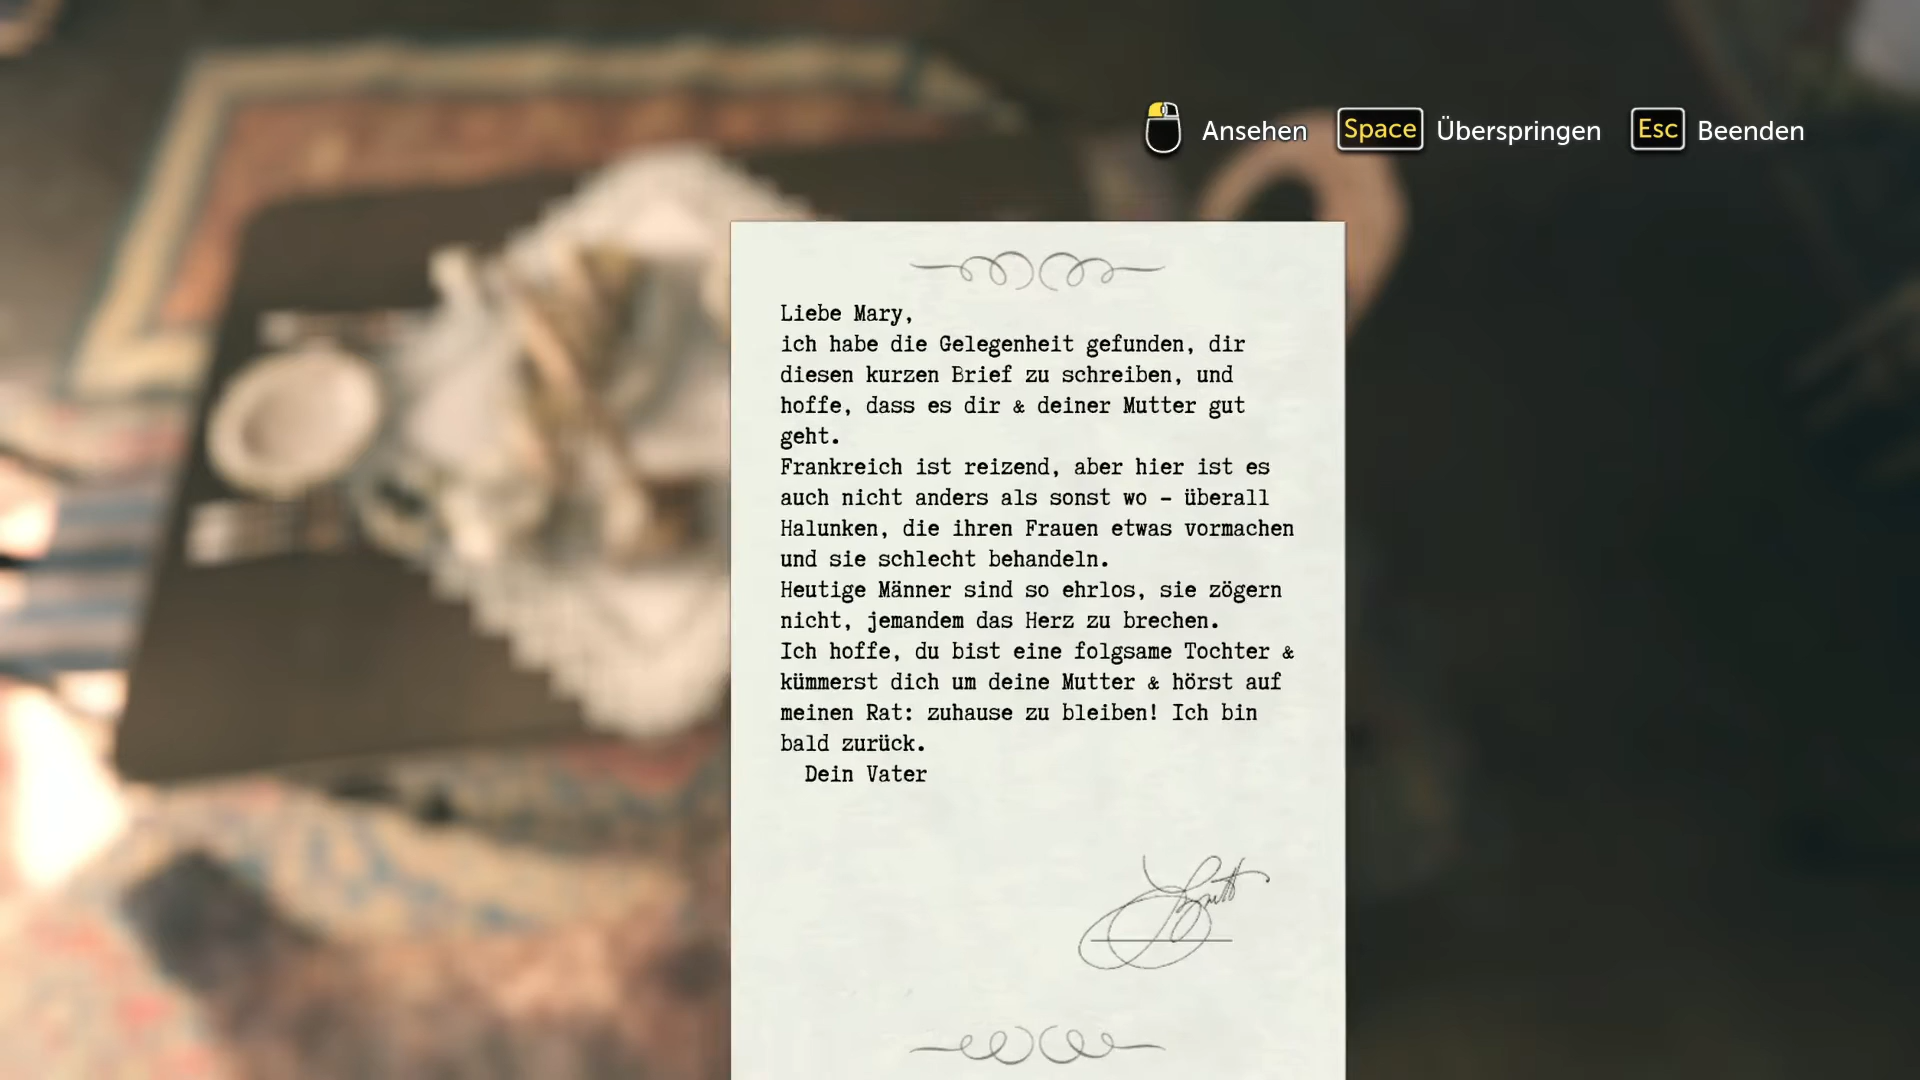 Ansehen Space Überspringen Esc Beenden
Liebe Mary,
ich habe die Gelegenheit gefunden, dir
diesen kurzen Brief zu schreiben, und
hoffe, dass es dir & deiner Mutter gut
geht.
Frankreich ist reizend, aber hier ist es
auch nicht anders als sonst wo – überall
Halunken, die ihren Frauen etwas vormachen
und sie schlecht behandeln.
Heutige Männer sind so ehrlos, sie zögern
nicht, jemandem das Herz zu brechen.
Ich hoffe, du bist eine folgsame Tochter &
kümmerst dich um deine Mutter & hörst auf
meinen Rat: zuhause zu bleiben! Ich bin
bald zurück.
Dein Vater